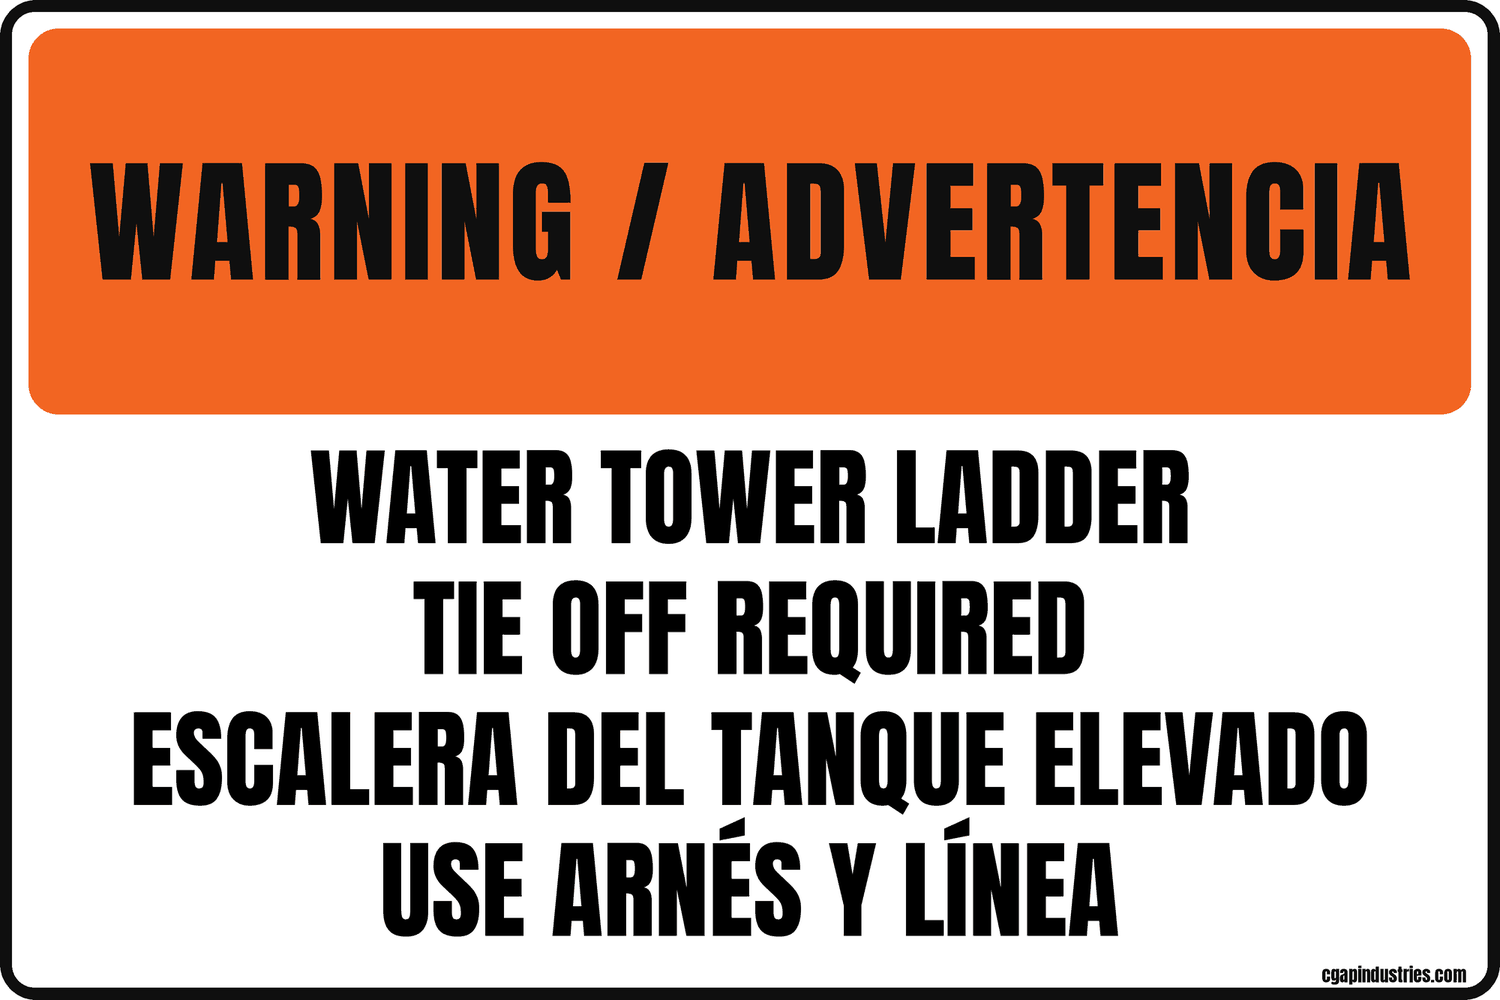 WARNING / ADVERTENCIA
WATER TOWER LADDER
TIE OFF REQUIRED
ESCALERA DEL TANQUE ELEVADO
USE ARNÉS Y LÍNEA
cgapindustries.com